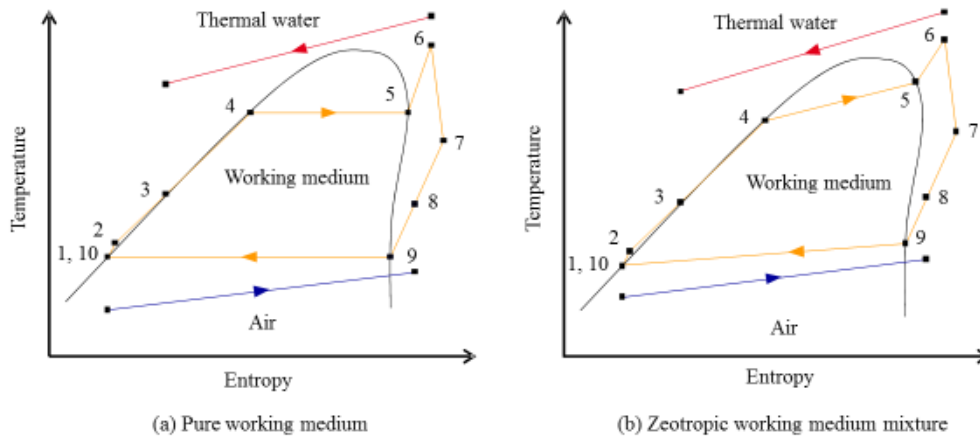 Thermal water
6
4
5
7
3
Working medium
8
2
1, 10
9
Air
Temperature
Entropy
(a) Pure working medium
Thermal water
6
5
4
7
3
Working medium
8
2
9
1, 10
Air
Temperature
Entropy
(b) Zeotropic working medium mixture